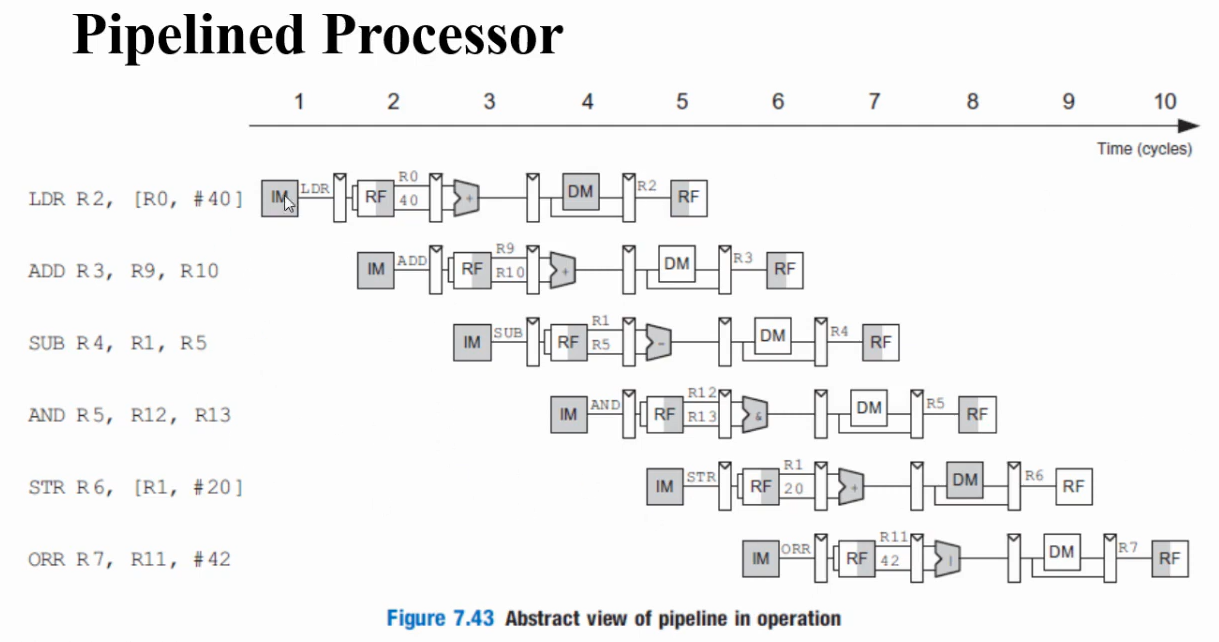 Pipelined Processor
1 2 3 4 5 6 7 8 9 10
Time (cycles)
LDR R2, [R0, #40] IM LDR RF R0 40 + DM R2 RF
ADD R3, R9, R10 IM ADD RF R9 R10 + DM R3 RF
SUB R4, R1, R5 IM SUB RF R1 R5 - DM R4 RF
AND R5, R12, R13 IM AND RF R12 R13 & DM R5 RF
STR R6, [R1, #20] IM STR RF R1 20 + DM R6 RF
ORR R7, R11, #42 IM ORR RF R11 42 | DM R7 RF
Figure 7.43 Abstract view of pipeline in operation